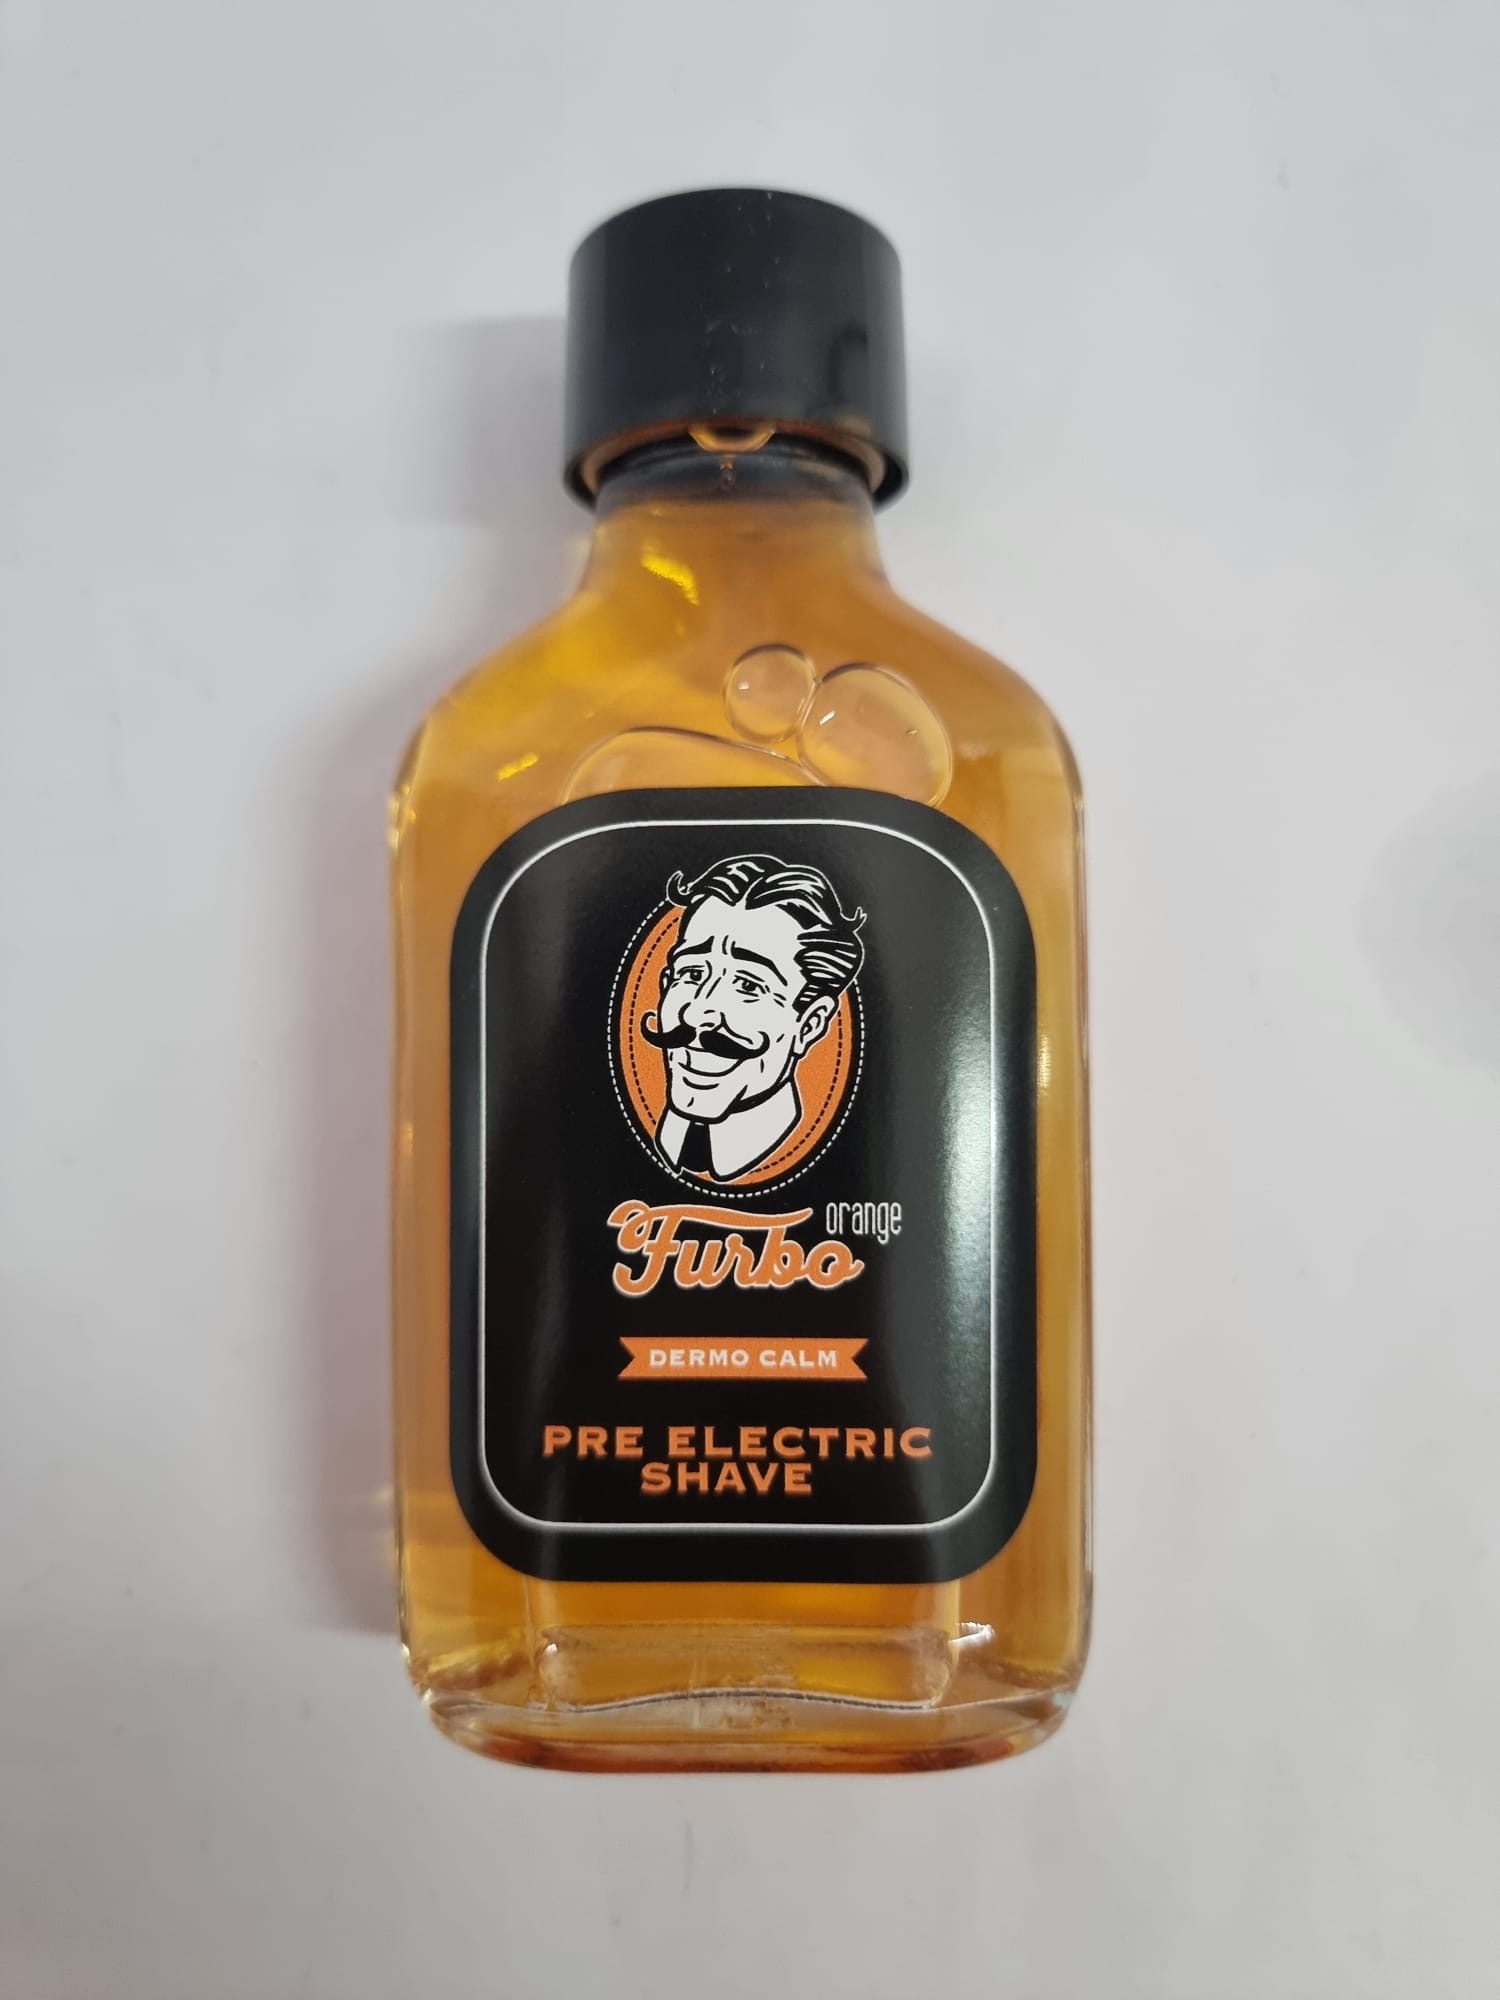 orange
Furbo
DERMO CALM
PRE ELECTRIC
SHAVE